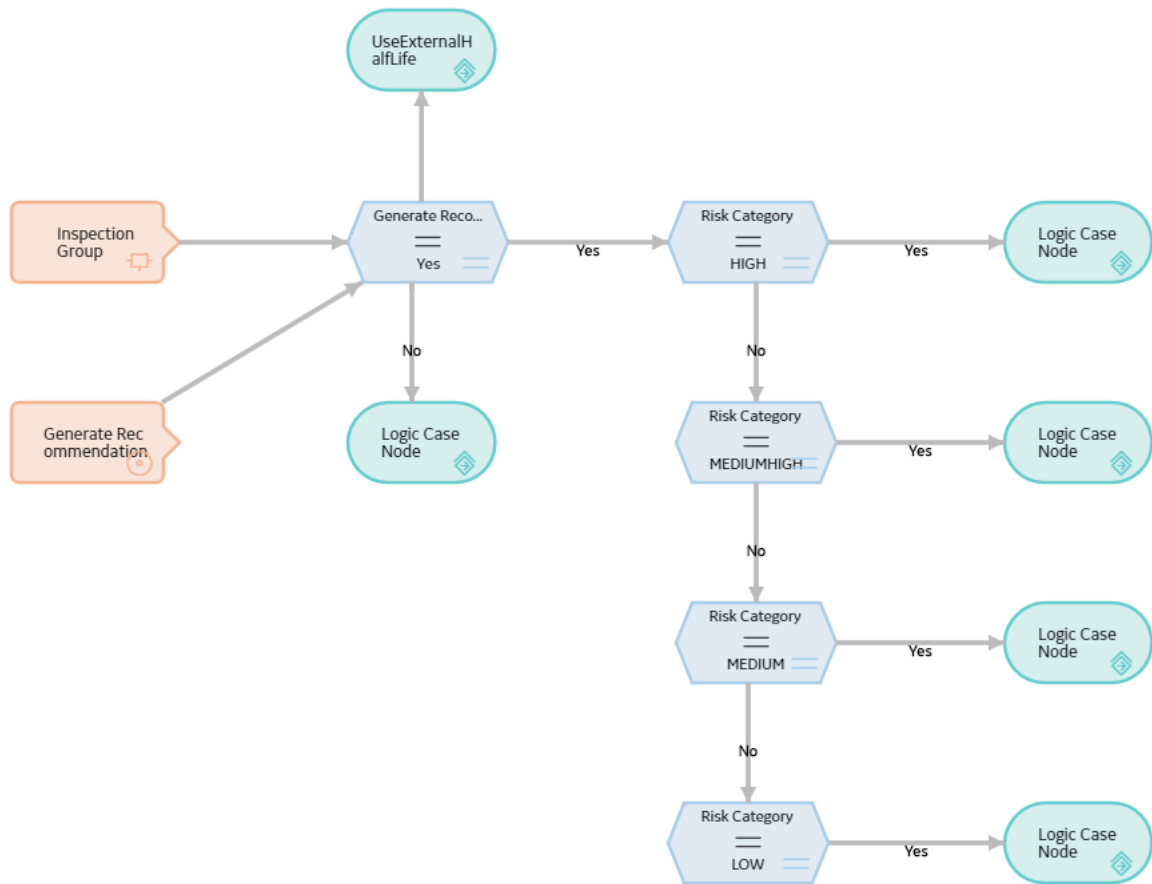 UseExternalH
alfLife
Inspection
Group
Generate Reco...
=
Yes
Yes
Risk Category
=
HIGH
Yes
Logic Case
Node
No
No
Generate Rec
ommendation
Logic Case
Node
Risk Category
=
MEDIUMHIGH
Yes
Logic Case
Node
No
Risk Category
=
MEDIUM
Yes
Logic Case
Node
No
Risk Category
=
LOW
Yes
Logic Case
Node